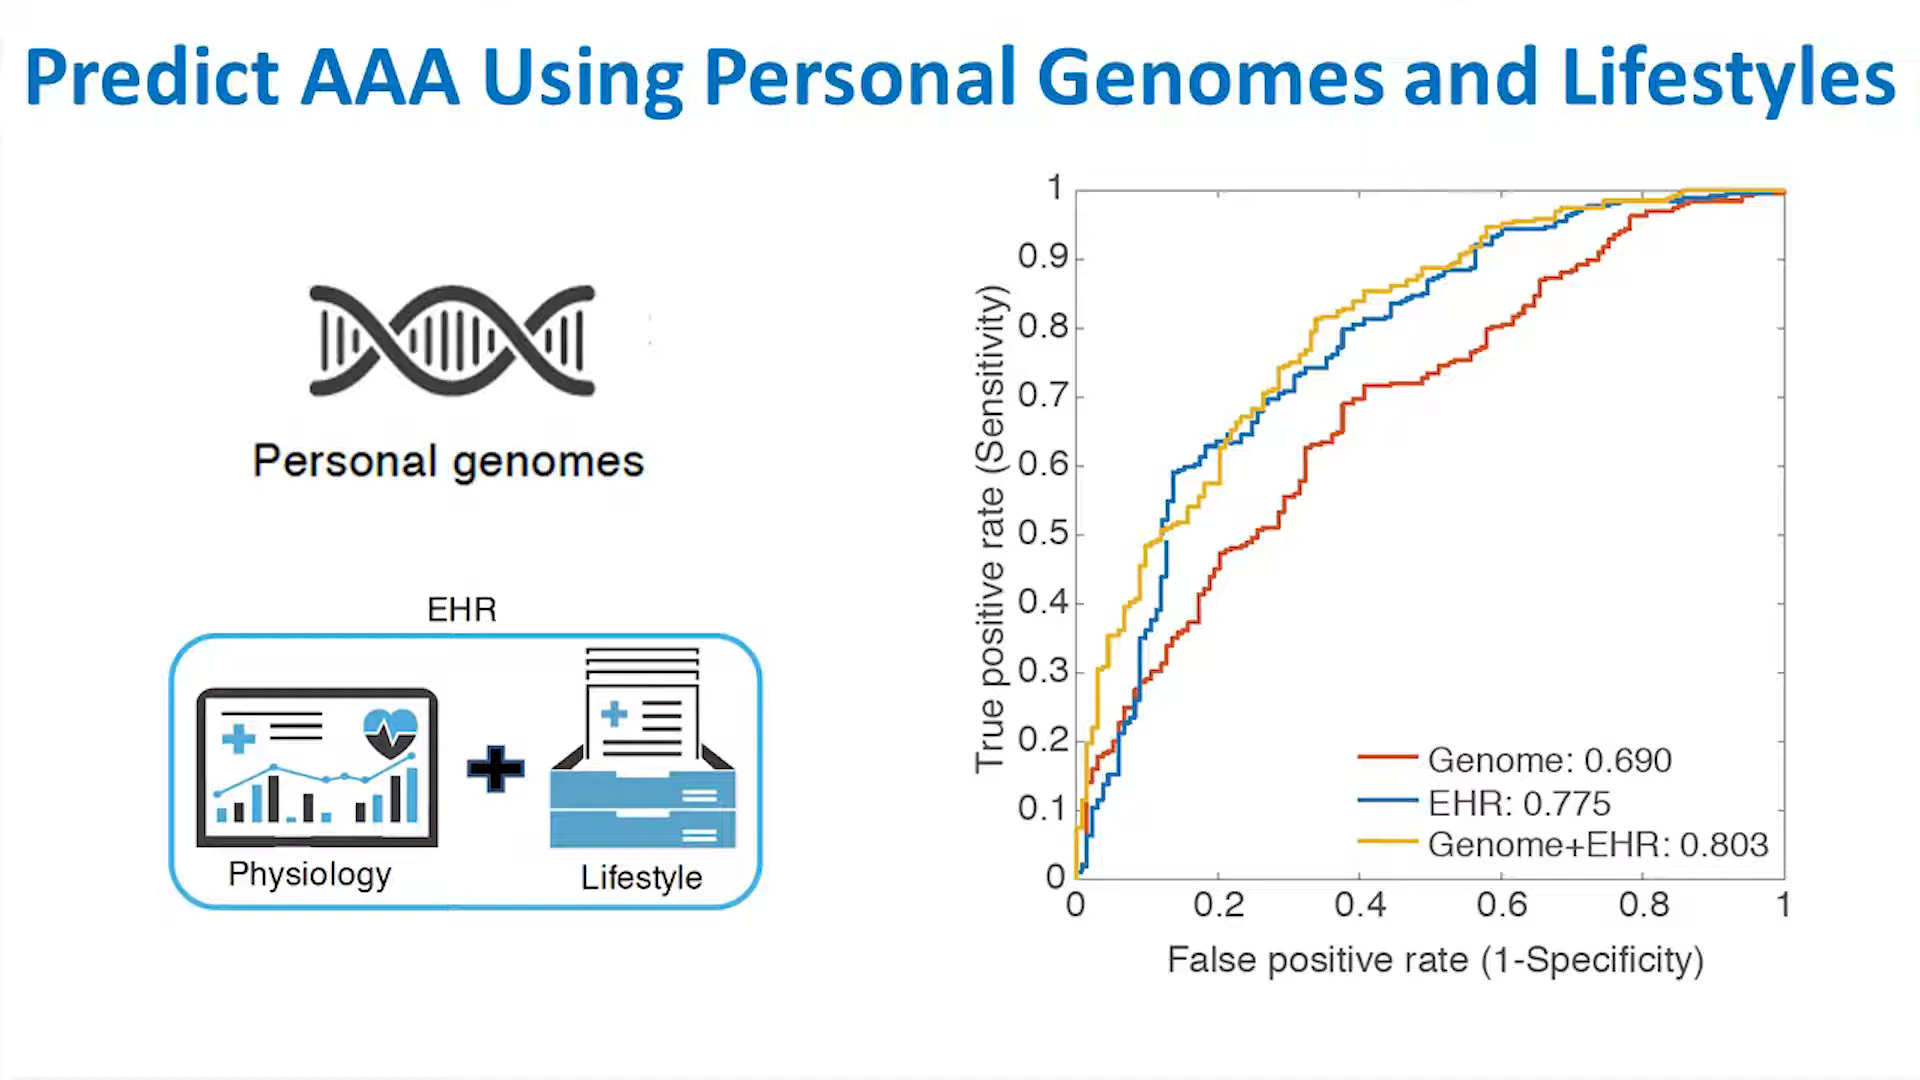 Predict AAA Using Personal Genomes and Lifestyles
Personal genomes
EHR
Physiology
Lifestyle
True positive rate (Sensitivity)
1
0.9
0.8
0.7
0.6
0.5
0.4
0.3
0.2
0.1
0
Genome: 0.690
EHR: 0.775
Genome+EHR: 0.803
0 0.2 0.4 0.6 0.8 1
False positive rate (1-Specificity)